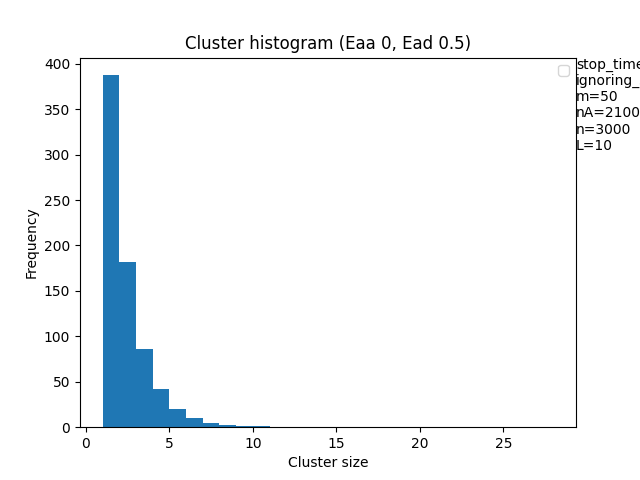 Cluster histogram (Eaa 0, Ead 0.5)
400
350
300
250
200
150
100
50
0
Frequency
0
5
10
15
20
25
Cluster size
stop_time
ignoring_
m=50
nA=2100
n=3000
L=10